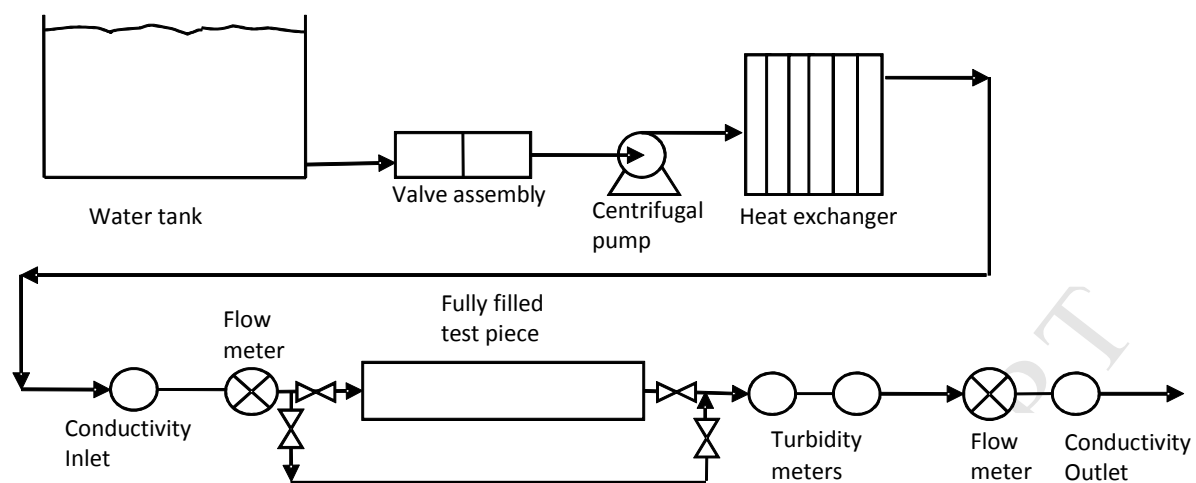 Water tank
Valve assembly
Centrifugal
pump
Heat exchanger
Fully filled
test piece
Flow
meter
Conductivity
Inlet
Turbidity
meters
Flow
meter
Conductivity
Outlet
PT